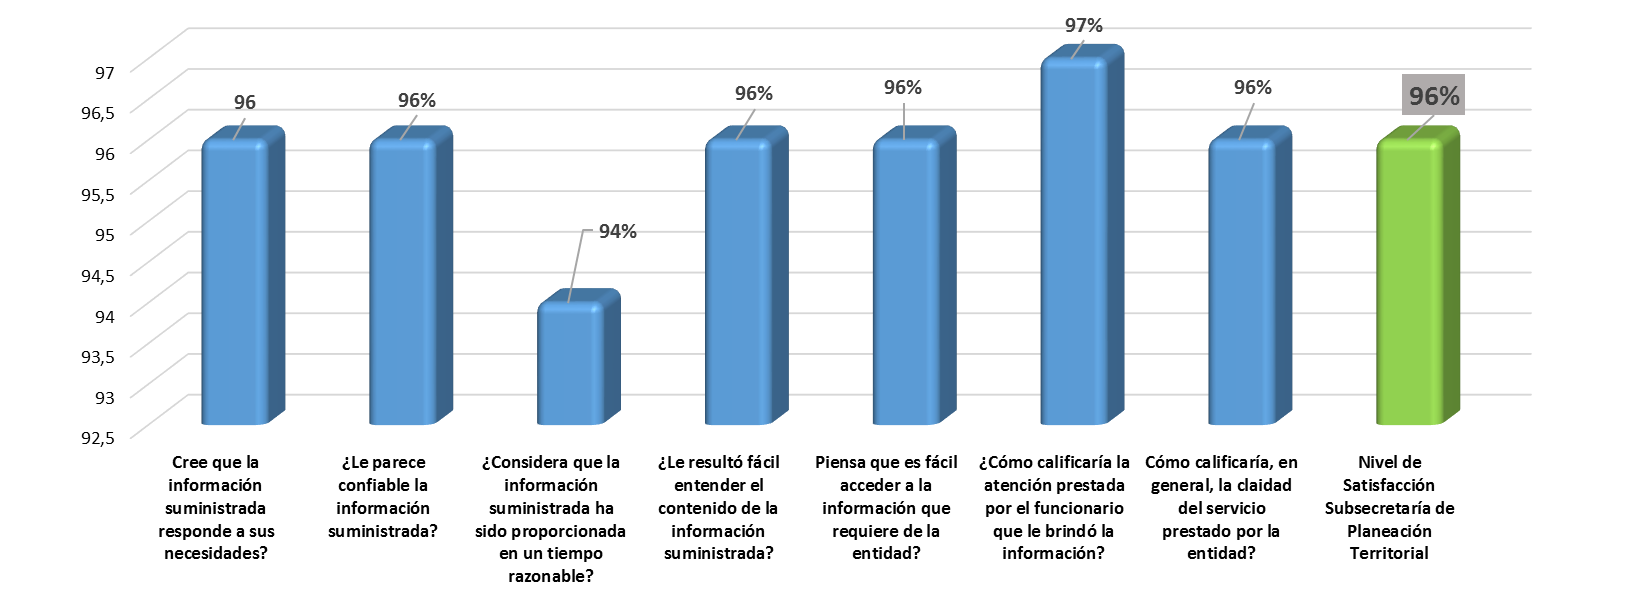 97%
96
96%
94%
96%
96%
96%
96%
97
96,5
96
95,5
95
94,5
94
93,5
93
92,5
Cree que la
información
suministrada
responde a sus
necesidades?
¿Le parece
confiable la
información
suministrada?
¿Considera que la
información
suministrada ha
sido proporcionada
en un tiempo
razonable?
¿Le resultó fácil
entender el
contenido de la
información
suministrada?
Piensa que es fácil
acceder a la
información que
requiere de la
entidad?
¿Cómo calificaría la
atención prestada
por el funcionario
que le brindó la
información?
Cómo calificaría, en
general, la claidad
del servicio
prestado por la
entidad?
Nivel de
Satisfacción
Subsecretaría de
Planeación
Territorial